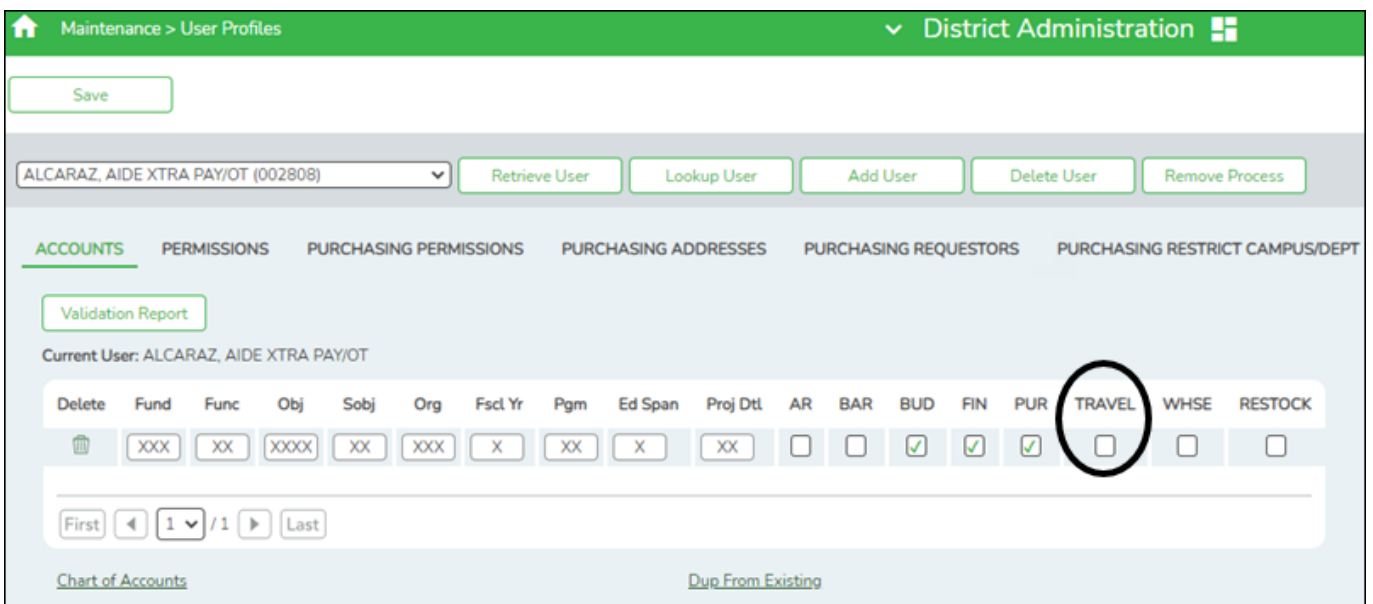 Maintenance > User Profiles District Administration
Save
ALCARAZ, AIDE XTRA PAY/OT (002808) Retrieve User Lookup User Add User Delete User Remove Process
ACCOUNTS PERMISSIONS PURCHASING PERMISSIONS PURCHASING ADDRESSES PURCHASING REQUESTORS PURCHASING RESTRICT CAMPUS/DEPT
Validation Report
Current User: ALCARAZ, AIDE XTRA PAY/OT
Delete Fund Func Obj Sobj Org Fscl Yr Pgm Ed Span Proj Dtl AR BAR BUD FIN PUR TRAVEL WHSE RESTOCK
XXX XX XXXX XX XXX X XX X XX
First 1 / 1 Last
Chart of Accounts Dup From Existing